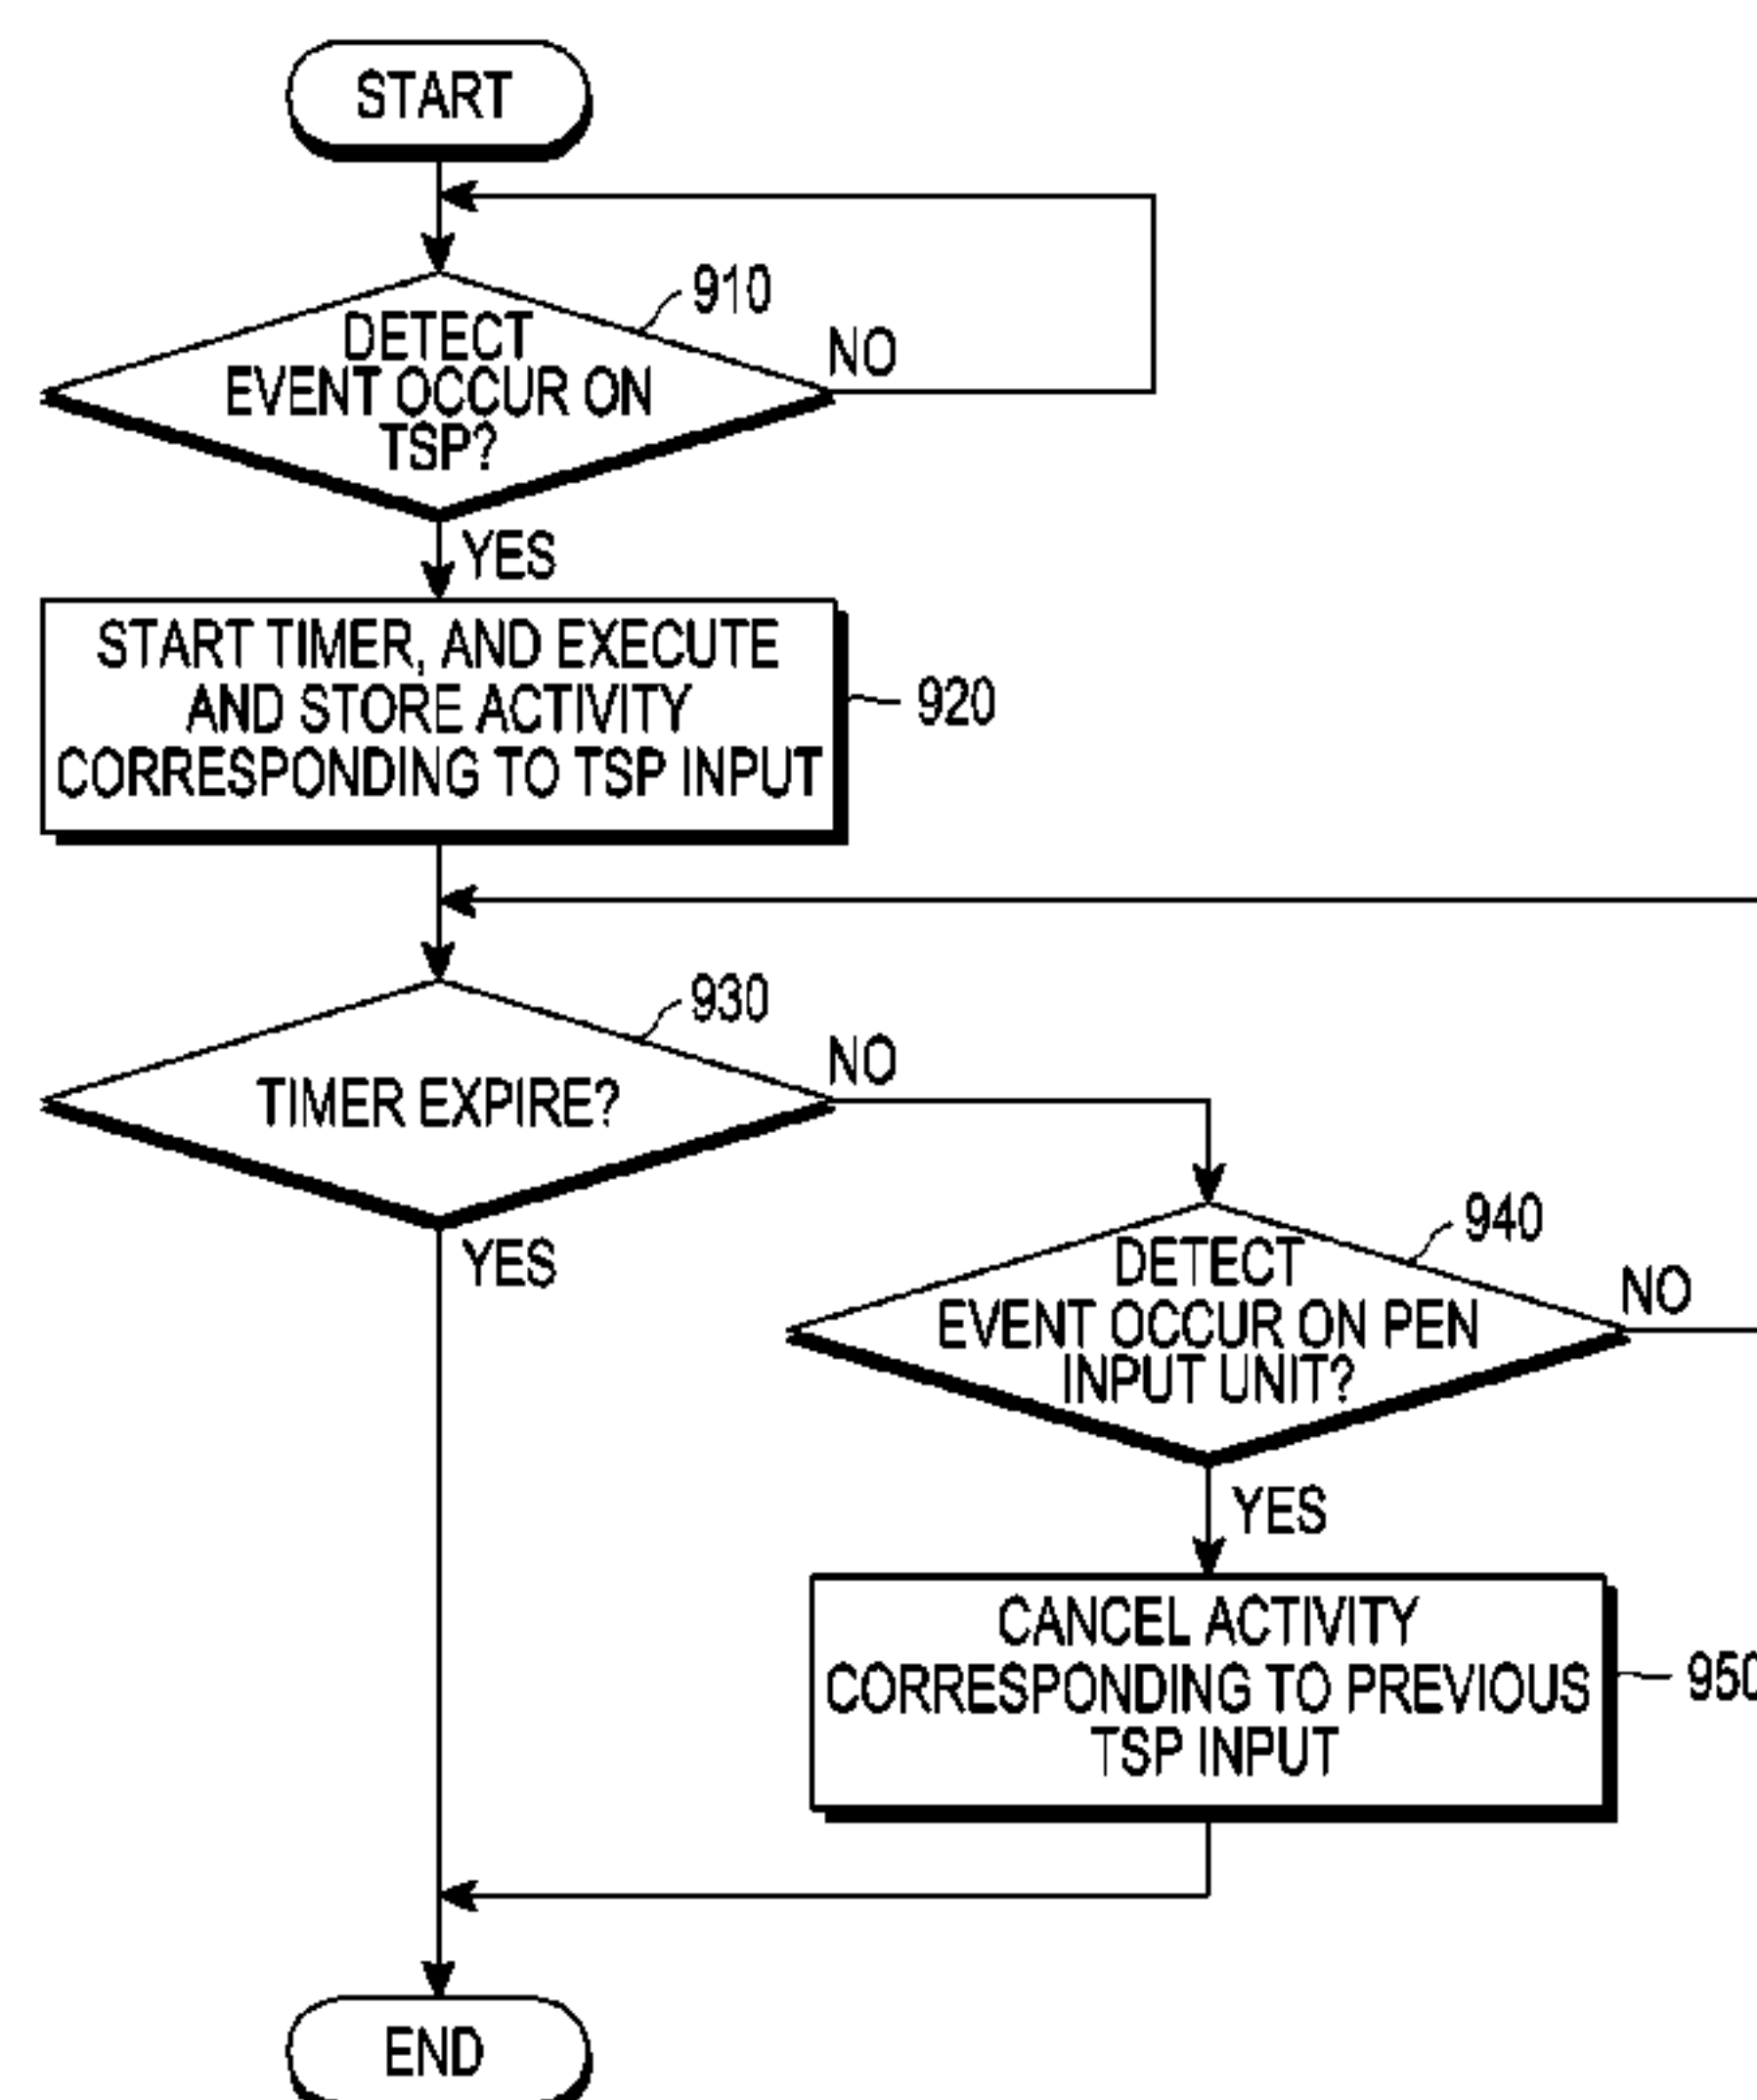 START
910
DETECT
EVENT OCCUR ON
TSP?
NO
YES
START TIMER, AND EXECUTE
AND STORE ACTIVITY
CORRESPONDING TO TSP INPUT
920
930
TIMER EXPIRE?
NO
YES
940
DETECT
EVENT OCCUR ON PEN
INPUT UNIT?
NO
YES
CANCEL ACTIVITY
CORRESPONDING TO PREVIOUS
TSP INPUT
950
END